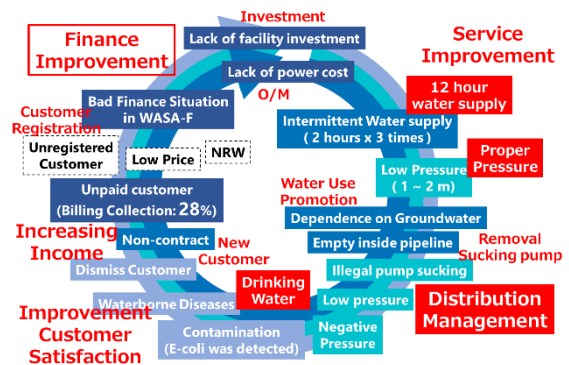 Investment
Finance
Improvement
Lack of facility investment
Service
Improvement
Lack of power cost
O/M
12 hour
water supply
Bad Finance Situation
in WASA-F
Customer
Registration
Intermittent Water supply
( 2 hours x 3 times )
Unregistered
Customer
Low Price
NRW
Proper
Pressure
Low Pressure
( 1 ~ 2 m)
Unpaid customer
(Billing Collection: 28%)
Water Use
Promotion
Dependence on Groundwater
Increasing
Income
Non-contract
New
Customer
Empty inside pipeline
Removal
Sucking pump
Dismiss Customer
Illegal pump sucking
Drinking
Water
Waterborne Diseases
Low pressure
Distribution
Management
Improvement
Customer
Satisfaction
Contamination
(E-coli was detected)
Negative
Pressure